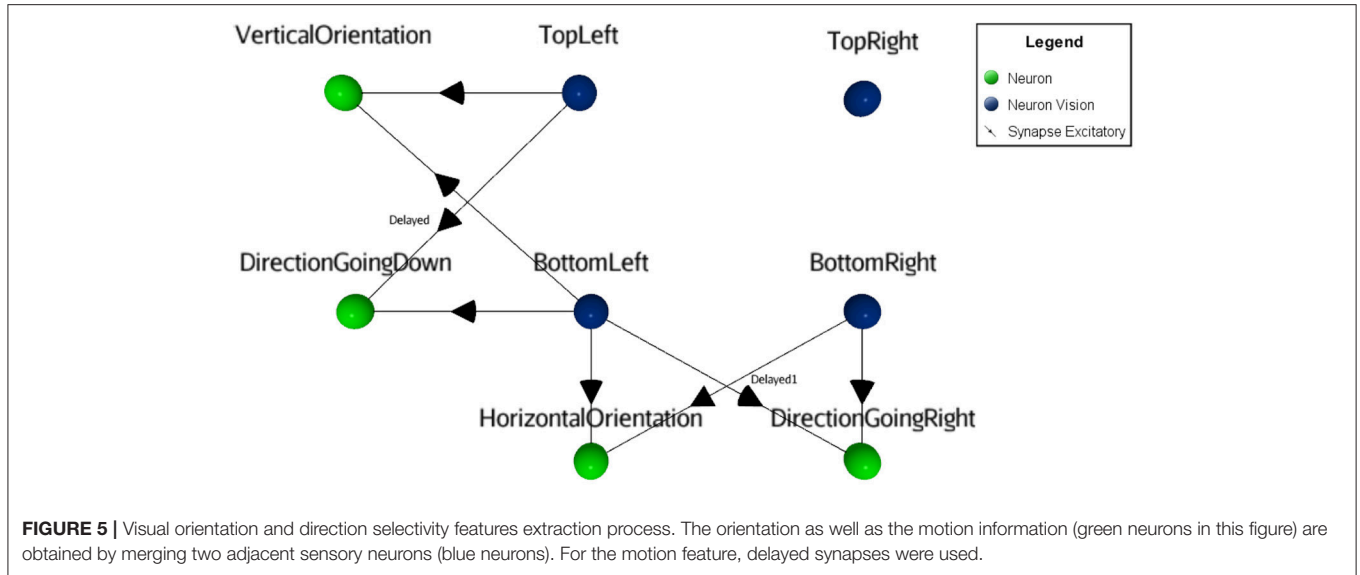 VerticalOrientation TopLeft TopRight
Legend
Neuron
Neuron Vision
Synapse Excitatory
Delayed
DirectionGoingDown BottomLeft BottomRight
Delayed1
HorizontalOrientation DirectionGoingRight
FIGURE 5 | Visual orientation and direction selectivity features extraction process. The orientation as well as the motion information (green neurons in this figure) are
obtained by merging two adjacent sensory neurons (blue neurons). For the motion feature, delayed synapses were used.